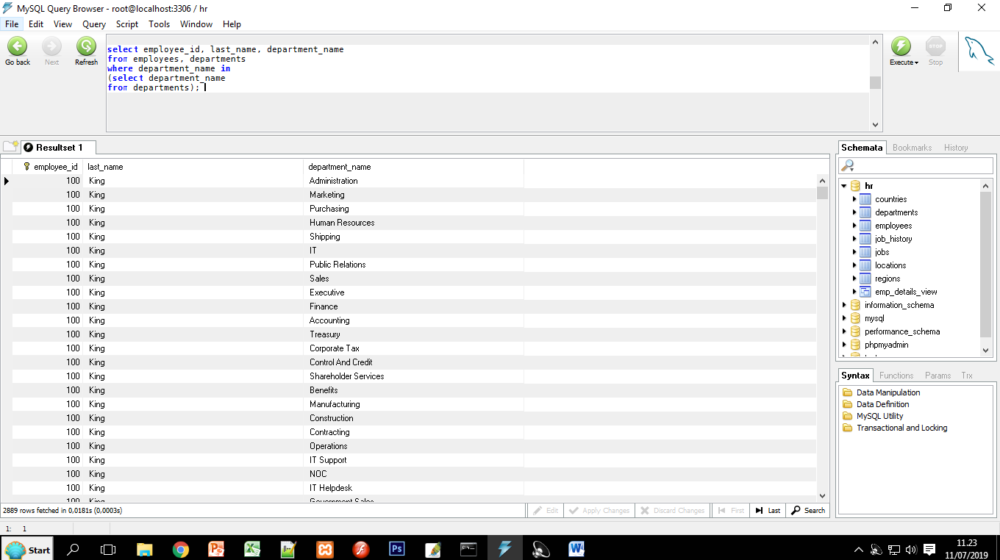 MySQL Query Browser - root@localhost:3306 / hr
File Edit View Query Script Tools Window Help
Go back Next Refresh
select employee_id, last_name, department_name
from employees, departments
where department_name in
(select department_name
from departments);
Execute Stop
STOP
Resultset 1
employee_id last_name department_name
100 King Administration
100 King Marketing
100 King Purchasing
100 King Human Resources
100 King Shipping
100 King IT
100 King Public Relations
100 King Sales
100 King Executive
100 King Finance
100 King Accounting
100 King Treasury
100 King Corporate Tax
100 King Control And Credit
100 King Shareholder Services
100 King Benefits
100 King Manufacturing
100 King Construction
100 King Contracting
100 King Operations
100 King IT Support
100 King NOC
100 King IT Helpdesk
100 King Government Sales
2889 rows fetched in 0,0181s (0,0003s)
Edit Apply Changes Discard Changes First Last Search
1: 1
Schemata Bookmarks History
hr
countries
departments
employees
job_history
jobs
locations
regions
emp_details_view
information_schema
mysql
performance_schema
phpmyadmin
Syntax Functions Params Trx
Data Manipulation
Data Definition
MySQL Utility
Transactional and Locking
Start
Ps
11.23
11/07/2019